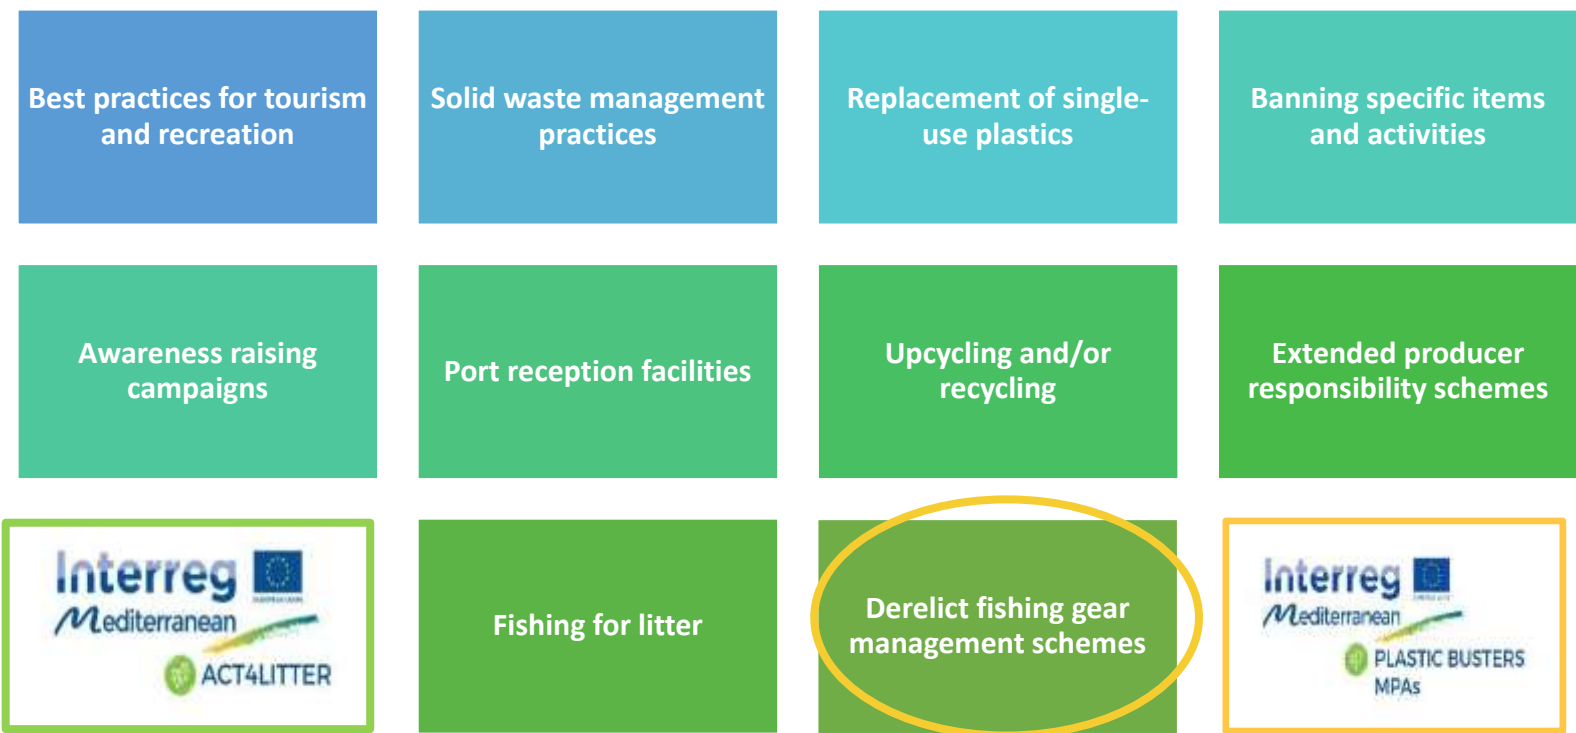 Best practices for tourism
and recreation
Solid waste management
practices
Replacement of single-
use plastics
Banning specific items
and activities
Awareness raising
campaigns
Port reception facilities
Upcycling and/or
recycling
Extended producer
responsibility schemes
Interreg
Mediterranean
ACT4LITTER
Fishing for litter
Derelict fishing gear
management schemes
Interreg
Mediterranean
PLASTIC BUSTERS
MPAs